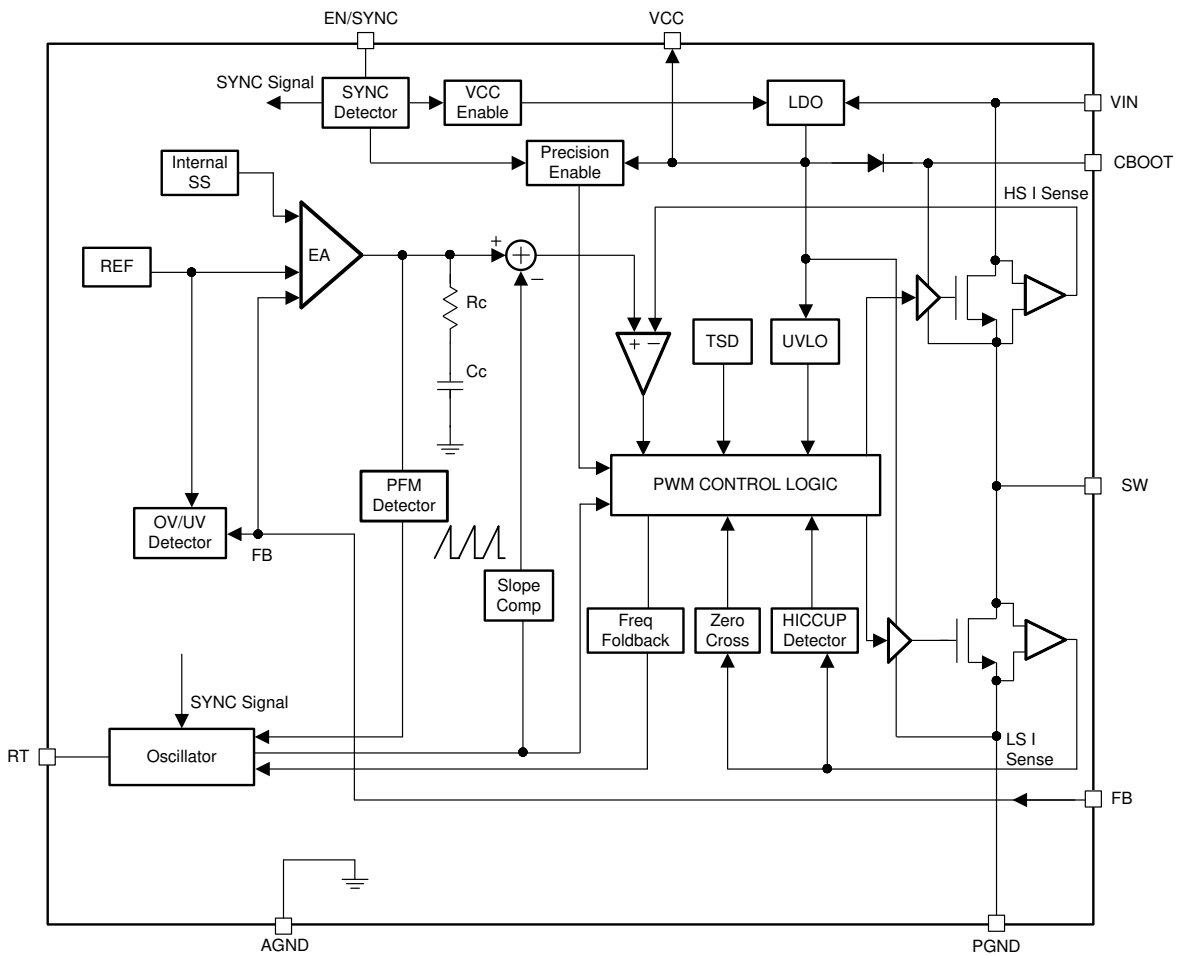 EN/SYNC
VCC
SYNC Signal
SYNC
Detector
VCC
Enable
LDO
VIN
Internal
SS
Precision
Enable
CBOOT
HS I Sense
REF
EA
+
+
−
Rc
+ −
TSD
UVLO
Cc
PFM
Detector
PWM CONTROL LOGIC
SW
OV/UV
Detector
FB
Slope
Comp
Freq
Foldback
Zero
Cross
HICCUP
Detector
SYNC Signal
RT
Oscillator
LS I
Sense
FB
AGND
PGND